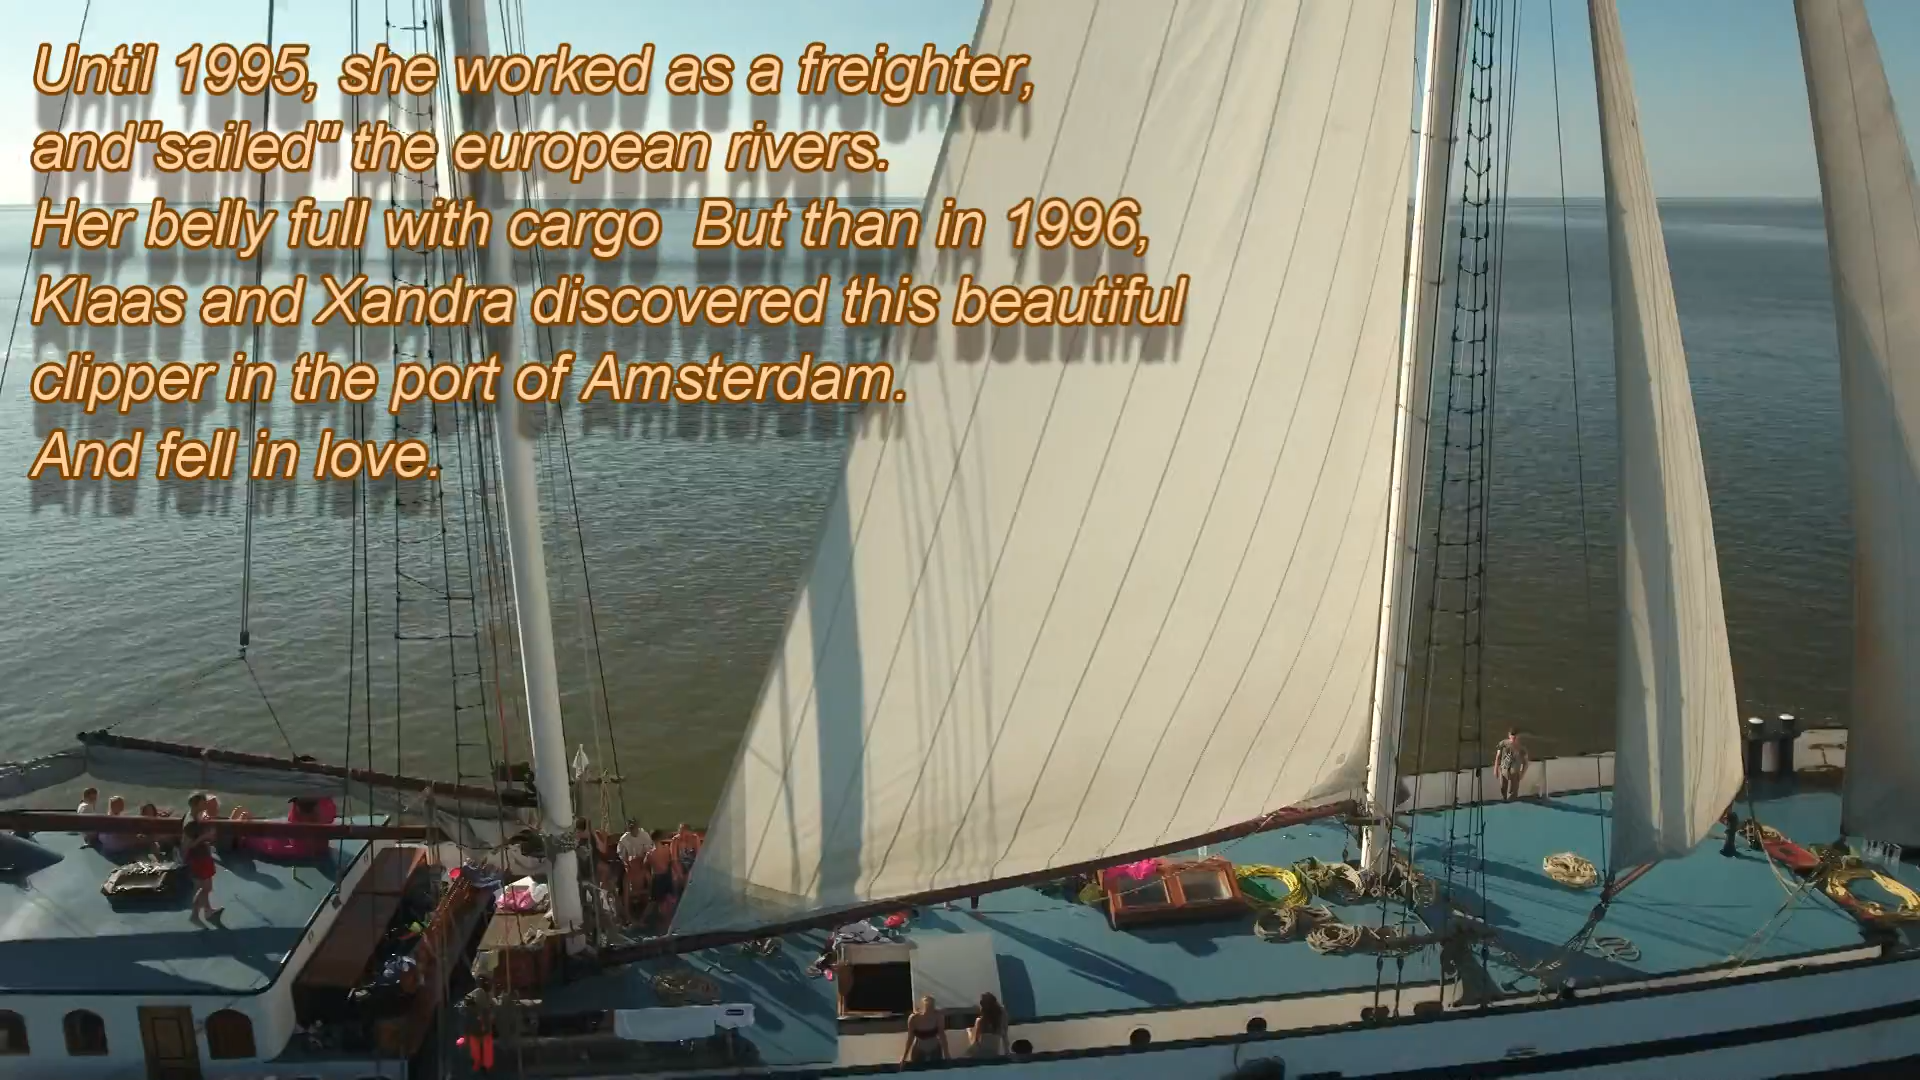 Until 1995, she worked as a freighter,
and"sailed" the european rivers.
Her belly full with cargo  But than in 1996,
Klaas and Xandra discovered this beautiful
clipper in the port of Amsterdam.
And fell in love.